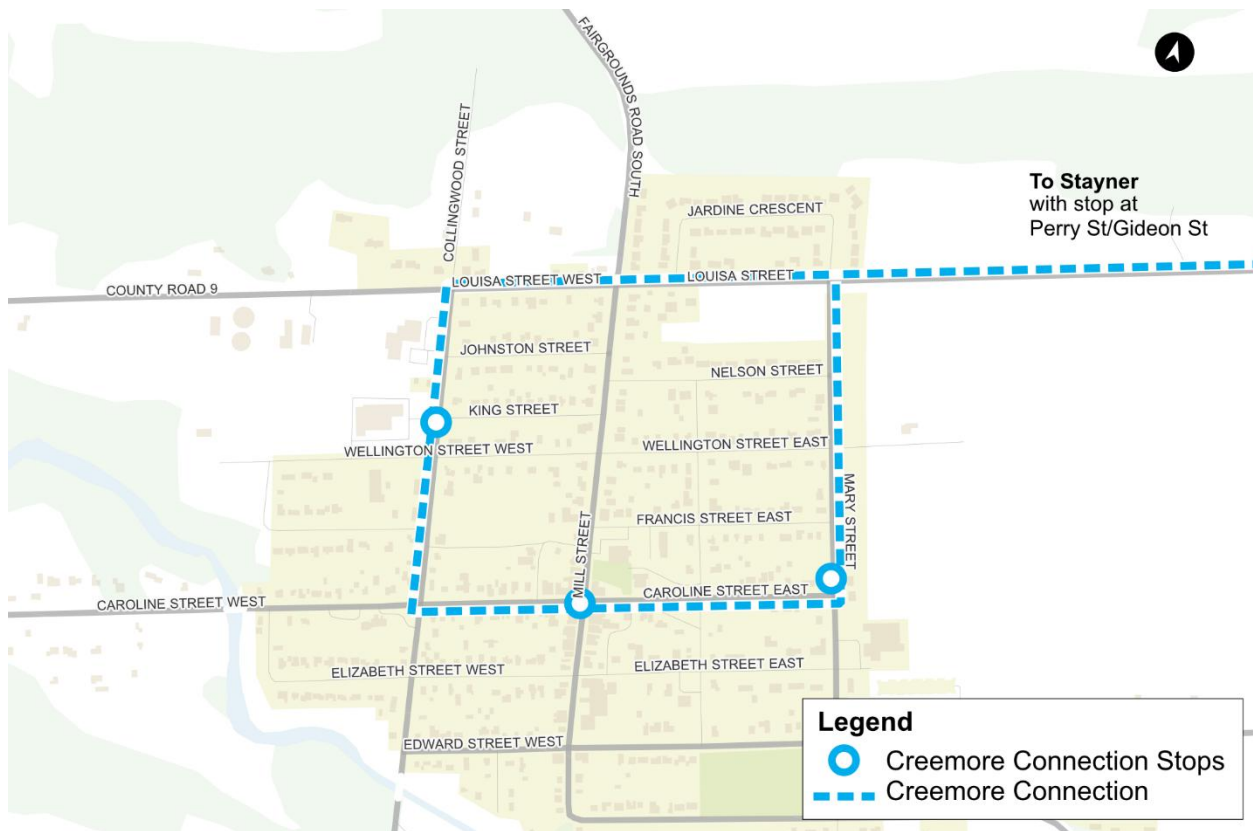 FAIRGROUNDS ROAD SOUTH
COLLINGWOOD STREET
To Stayner
with stop at
Perry St/Gideon St
JARDINE CRESCENT
LOUISA STREET WEST
LOUISA STREET
COUNTY ROAD 9
JOHNSTON STREET
NELSON STREET
KING STREET
WELLINGTON STREET WEST
WELLINGTON STREET EAST
MARY STREET
FRANCIS STREET EAST
MILL STREET
CAROLINE STREET WEST
CAROLINE STREET EAST
ELIZABETH STREET WEST
ELIZABETH STREET EAST
EDWARD STREET WEST
Legend
Creemore Connection Stops
Creemore Connection